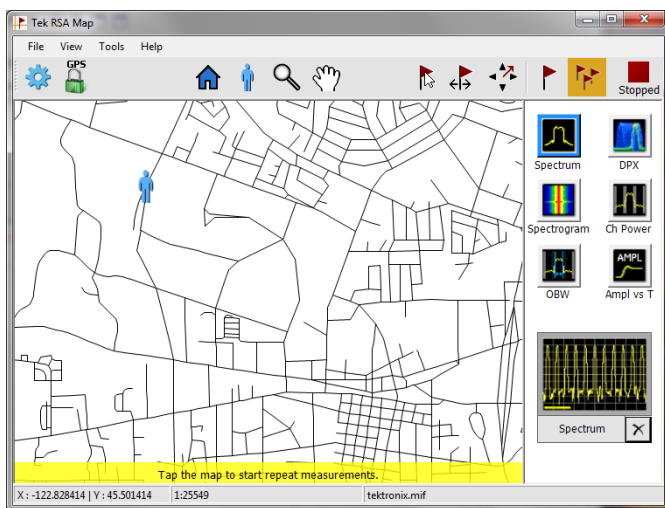 Tek RSA Map
File View Tools Help
GPS
Stopped
Spectrum DPX
Spectrogram Ch Power
AMPL
OBW Ampl vs T
Spectrum
Tap the map to start repeat measurements.
X : -122.828414 | Y : 45.501414 1:25549 tektronix.mif